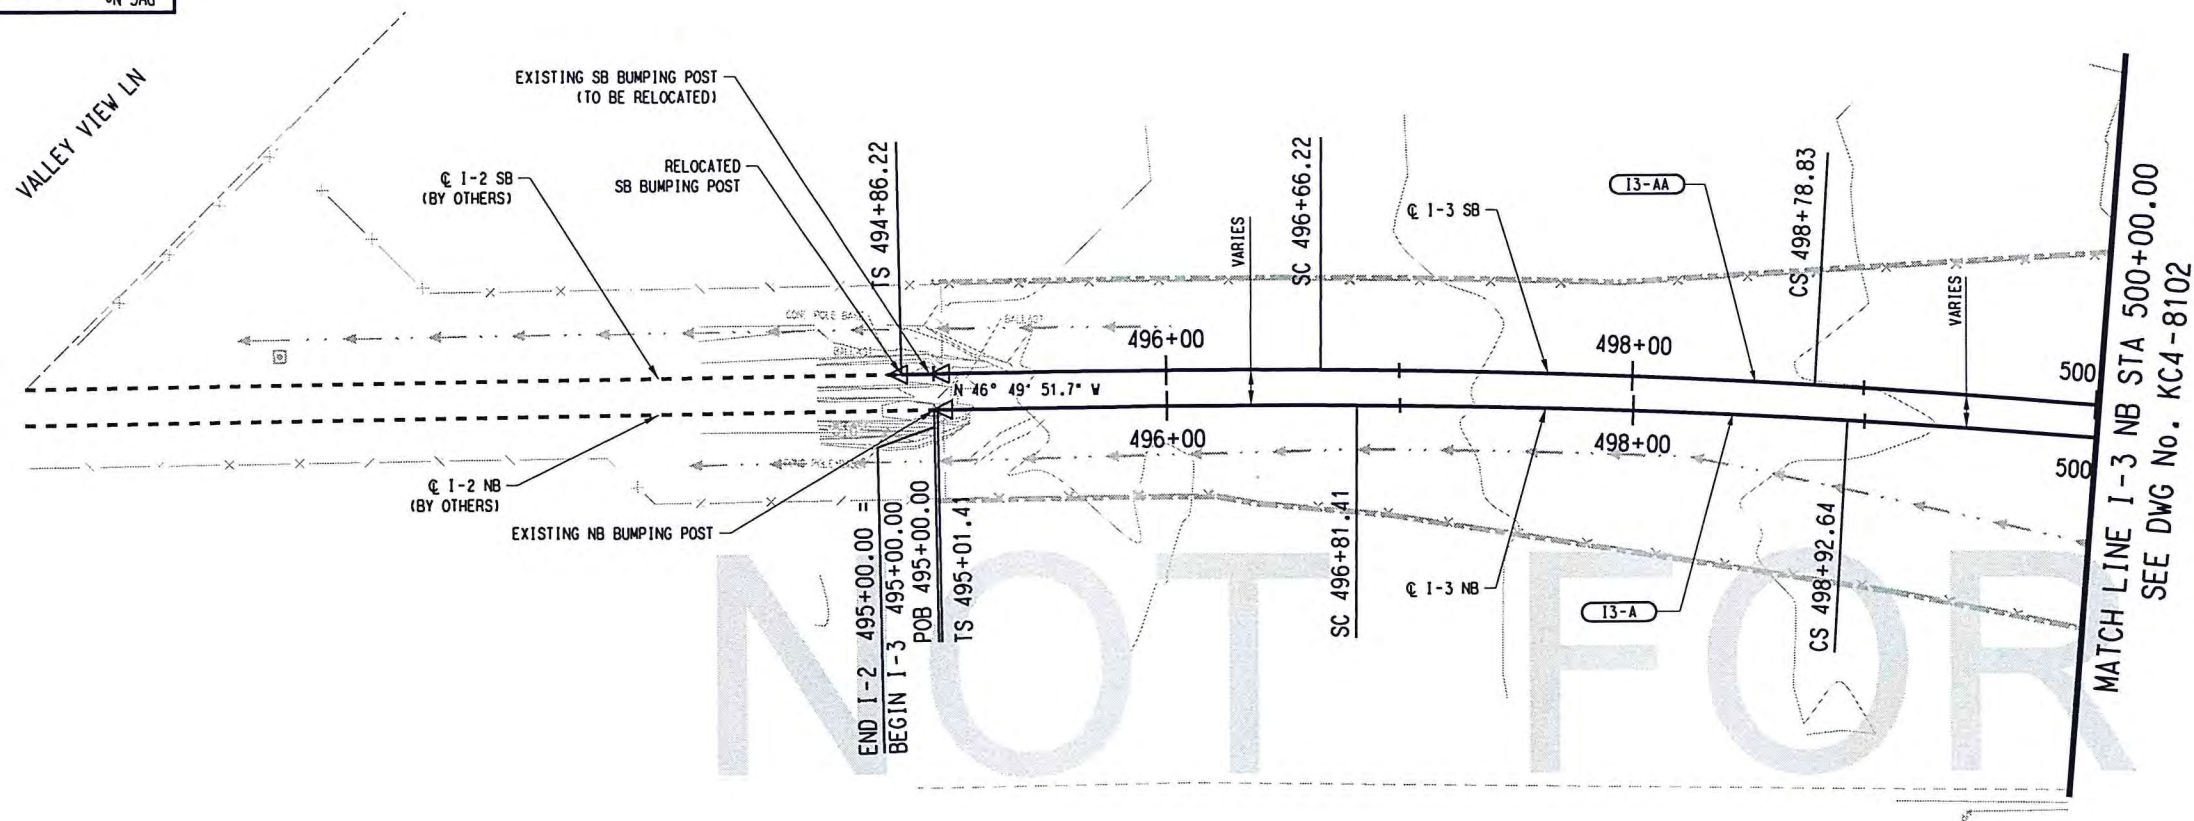 DWG No
VALLEY VIEW LN
EXISTING SB BUMPING POST
(TO BE RELOCATED)
RELOCATED
SB BUMPING POST
℄ I-2 SB
(BY OTHERS)
TS 494+86.22
VARIES
SC 496+66.22
℄ I-3 SB
I3-AA
CS 498+78.83
VARIES
BALLAST
496+00
498+00
500
N 46° 49' 51.7" W
496+00
498+00
500
℄ I-2 NB
(BY OTHERS)
EXISTING NB BUMPING POST
END I-2 495+00.00 =
BEGIN I-3 495+00.00
POB 495+00.00
TS 495+01.41
SC 496+81.41
℄ I-3 NB
I3-A
CS 498+92.64
MATCH LINE I-3 NB STA 500+00.00
SEE DWG No. KC4-8102
NOT FOR